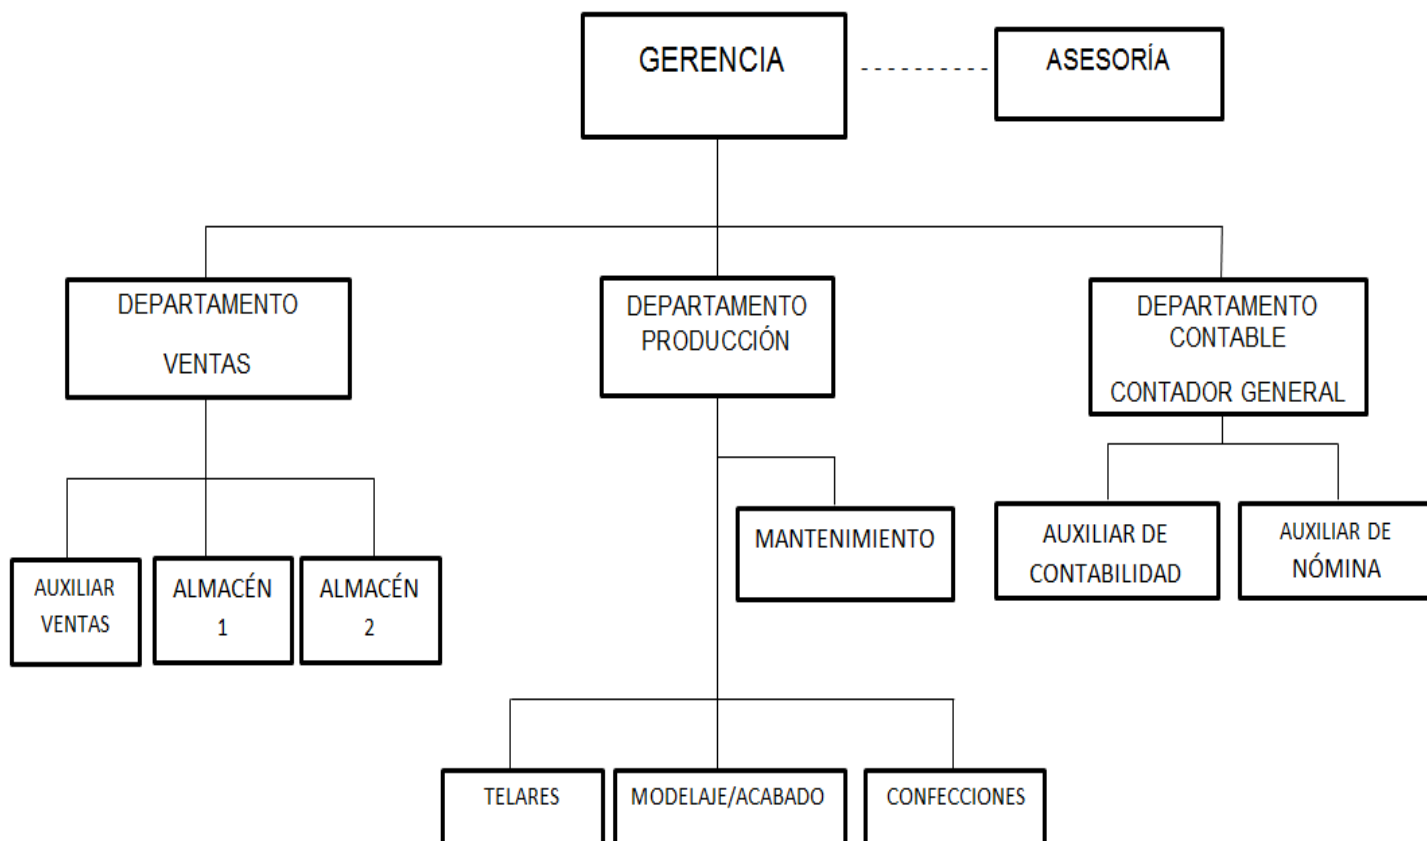 GERENCIA
ASESORÍA
DEPARTAMENTO
VENTAS
DEPARTAMENTO
PRODUCCIÓN
DEPARTAMENTO
CONTABLE
CONTADOR GENERAL
MANTENIMIENTO
AUXILIAR DE
CONTABILIDAD
AUXILIAR DE
NÓMINA
AUXILIAR
VENTAS
ALMACÉN
1
ALMACÉN
2
TELARES
MODELAJE/ACABADO
CONFECCIONES